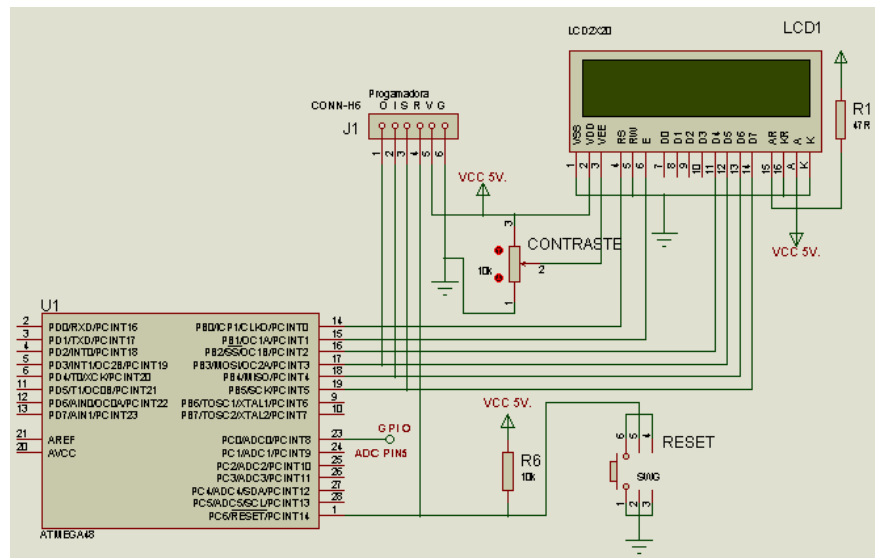 LCD2X20
LCD1
Progamadora
CONN-H6
O I S R V G
J1
1 2 3 4 5 6
VSS VDD VEE RS RW E D0 D1 D2 D3 D4 D5 D6 D7 AR KR A K
1 2 3 4 5 6 7 8 9 10 11 12 13 14 15 16 A K
R1
47R
VCC 5V.
VCC 5V.
3
CONTRASTE
10k
2
1
U1
2 PD0/RXD/PCINT16
3 PD1/TXD/PCINT17
4 PD2/INT0/PCINT18
5 PD3/INT1/OC2B/PCINT19
6 PD4/T0/XCK/PCINT20
11 PD5/T1/OC0B/PCINT21
12 PD6/AIN0/OC0A/PCINT22
13 PD7/AIN1/PCINT23
21 AREF
20 AVCC
PB0/ICP1/CLKO/PCINT0 14
PB1/OC1A/PCINT1 15
PB2/SS/OC1B/PCINT2 16
PB3/MOSI/OC2A/PCINT3 17
PB4/MISO/PCINT4 18
PB5/SCK/PCINT5 19
PB6/TOSC1/XTAL1/PCINT6 9
PB7/TOSC2/XTAL2/PCINT7 10
PC0/ADC0/PCINT8 23
PC1/ADC1/PCINT9 24
PC2/ADC2/PCINT10 25
PC3/ADC3/PCINT11 26
PC4/ADC4/SDA/PCINT12 27
PC5/ADC5/SCL/PCINT13 28
PC6/RESET/PCINT14 1
ATMEGA48
GPIO
ADC PIN5
VCC 5V.
R6
10k
6 5 4
RESET
SWG
1 2 3